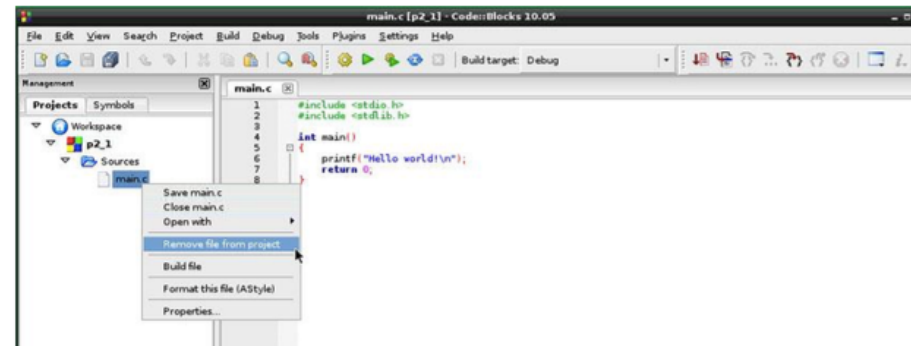 main.c [p2_1] - Code::Blocks 10.05
File Edit View Search Project Build Debug Tools Plugins Settings Help
Build target: Debug
Management
Projects Symbols
Workspace
p2_1
Sources
main.c
main.c
1 #include <stdio.h>
2 #include <stdlib.h>
3
4 int main()
5 {
6 printf("Hello world!\n");
7 return 0;
8 }
Save main.c
Close main.c
Open with
Remove file from project
Build file
Format this file (AStyle)
Properties...